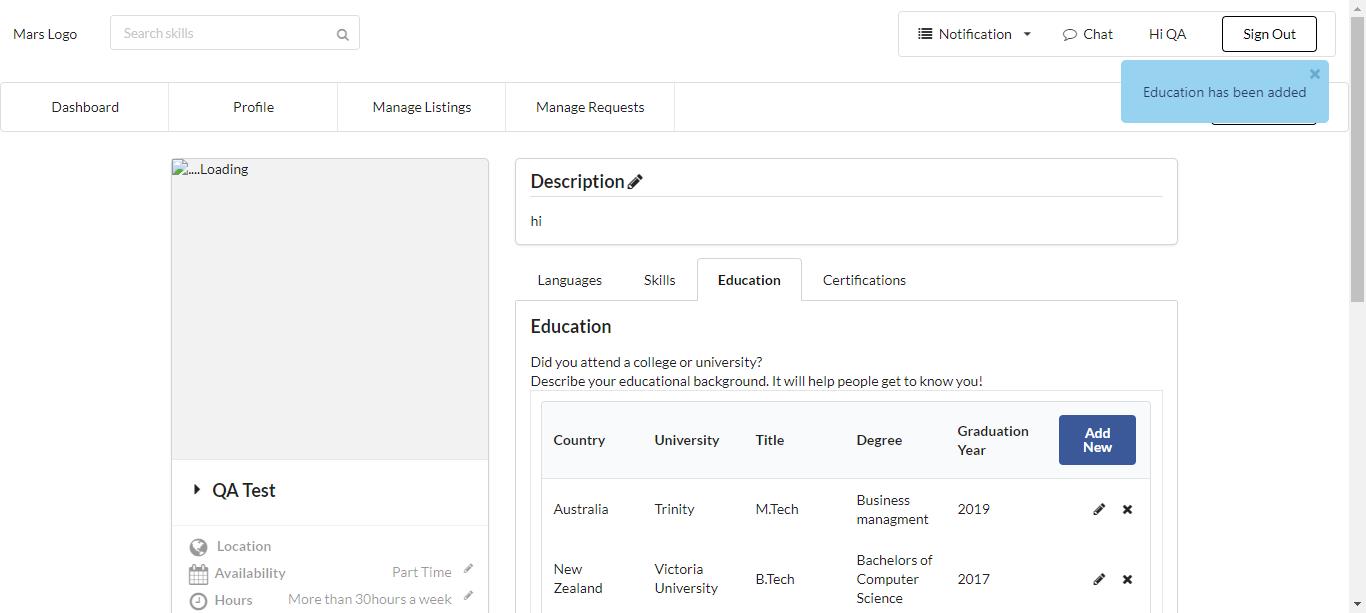 Mars Logo
Search skills
Notification
Chat
Hi QA
Sign Out
Education has been added
Dashboard
Profile
Manage Listings
Manage Requests
....Loading
Description
hi
Languages
Skills
Education
Certifications
Education
Did you attend a college or university?
Describe your educational background. It will help people get to know you!
Country
University
Title
Degree
Graduation
Year
Add
New
Australia
Trinity
M.Tech
Business
managment
2019
New
Zealand
Victoria
University
B.Tech
Bachelors of
Computer
Science
2017
QA Test
Location
Availability
Part Time
Hours
More than 30hours a week